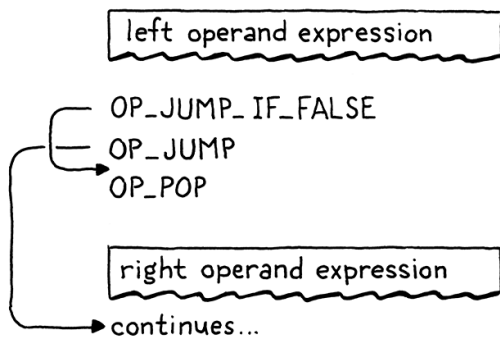 left operand expression
OP_JUMP_IF_FALSE
OP_JUMP
OP_POP
right operand expression
continues...